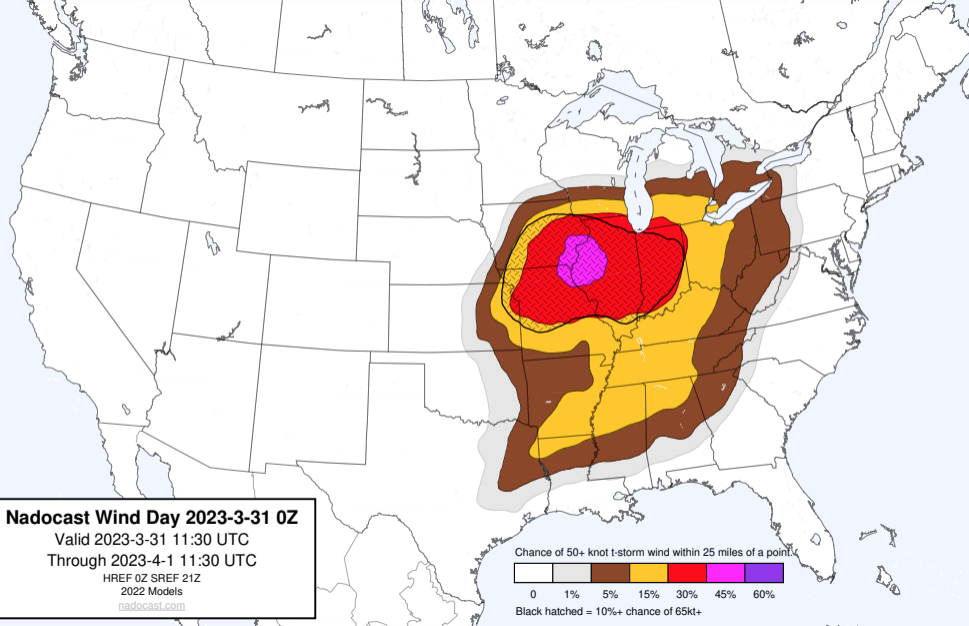 Nadocast Wind Day 2023-3-31 0Z
Valid 2023-3-31 11:30 UTC
Through 2023-4-1 11:30 UTC
HREF 0Z SREF 21Z
2022 Models
nadocast.com
Chance of 50+ knot t-storm wind within 25 miles of a point.
0 1% 5% 15% 30% 45% 60%
Black hatched = 10%+ chance of 65kt+